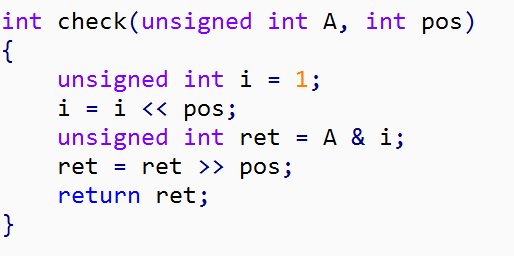 int check(unsigned int A, int pos)
{
    unsigned int i = 1;
    i = i << pos;
    unsigned int ret = A & i;
    ret = ret >> pos;
    return ret;
}